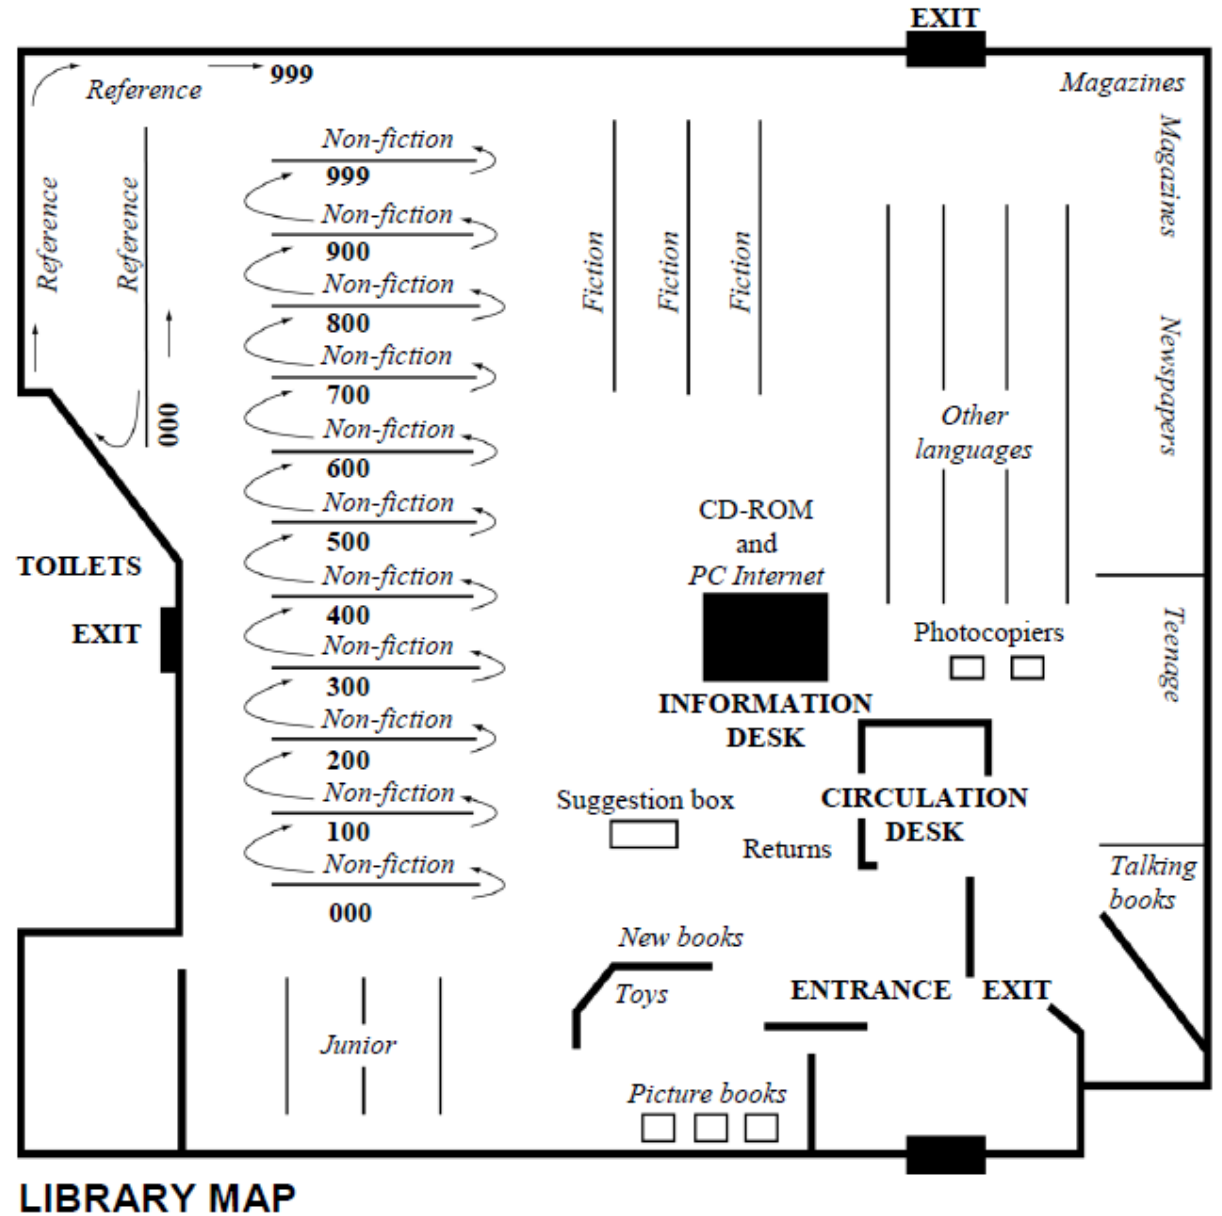 EXIT
Reference
999
Magazines
Magazines
Reference
Reference
000
Non-fiction
999
Non-fiction
900
Non-fiction
800
Non-fiction
700
Non-fiction
600
Non-fiction
500
Non-fiction
400
Non-fiction
300
Non-fiction
200
Non-fiction
100
Non-fiction
000
Fiction
Fiction
Fiction
Newspapers
Other
languages
CD-ROM
and
PC Internet
TOILETS
EXIT
Photocopiers
Teenage
INFORMATION
DESK
Suggestion box
CIRCULATION
DESK
Returns
Talking
books
New books
Toys
ENTRANCE
EXIT
Junior
Picture books
LIBRARY MAP